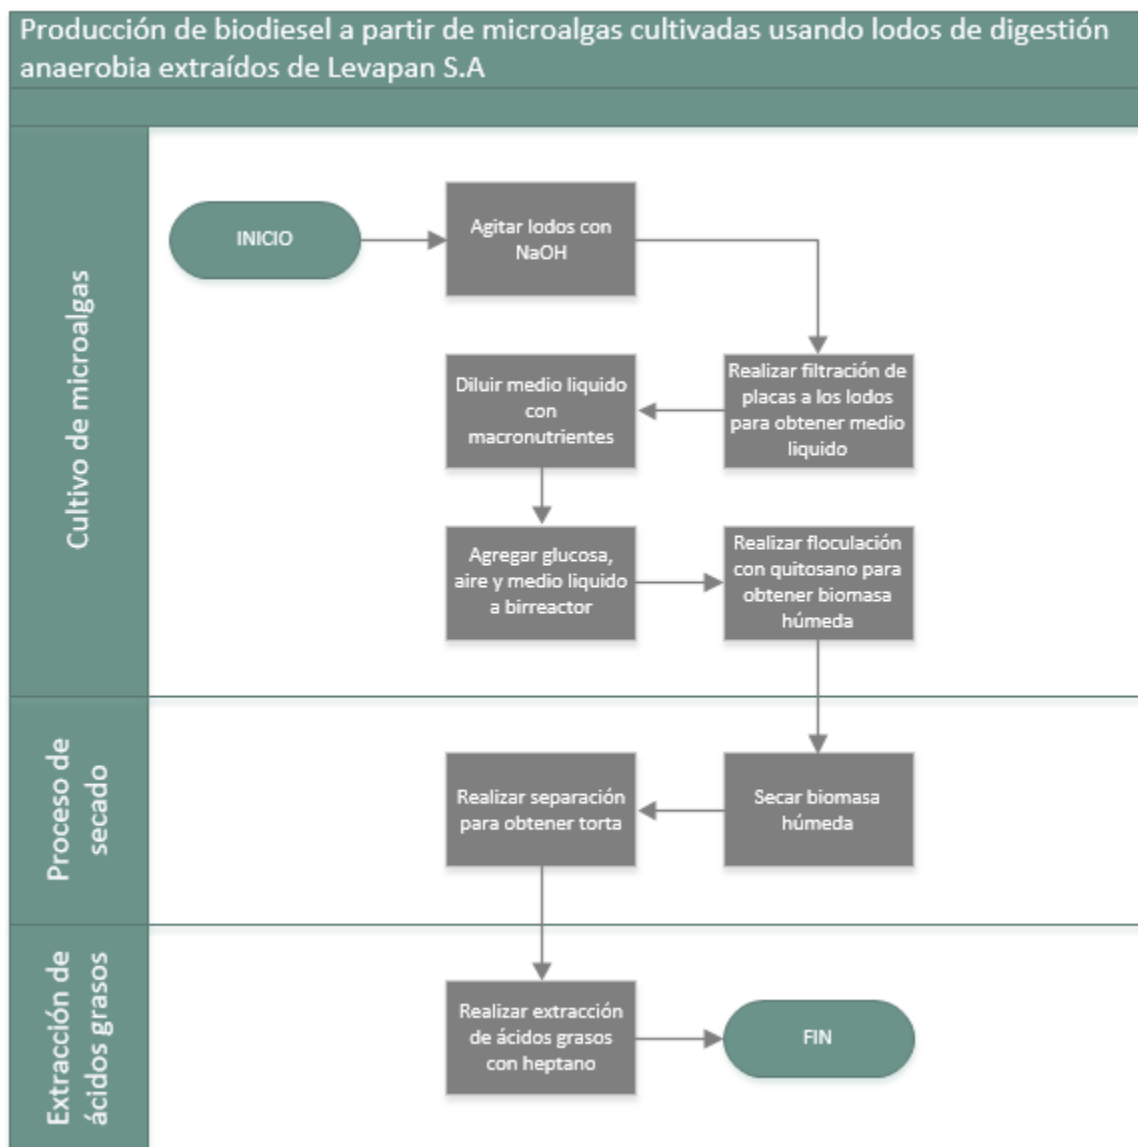 Producción de biodiesel a partir de microalgas cultivadas usando lodos de digestión
anaerobia extraídos de Levapan S.A
Cultivo de microalgas
INICIO
Agitar lodos con
NaOH
Realizar filtración de
placas a los lodos
para obtener medio
liquido
Diluir medio liquido
con
macronutrientes
Agregar glucosa,
aire y medio liquido
a birreactor
Realizar floculación
con quitosano para
obtener biomasa
húmeda
Proceso de
secado
Secar biomasa
húmeda
Realizar separación
para obtener torta
Extracción de
ácidos grasos
Realizar extracción
de ácidos grasos
con heptano
FIN